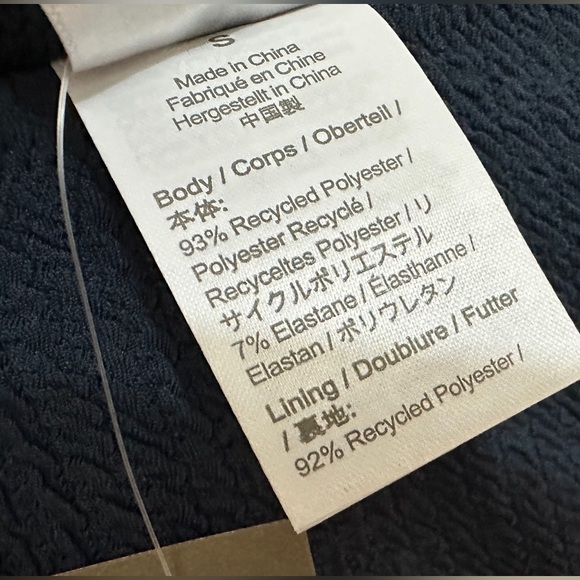 S
Made in China
Fabriqué en Chine
Hergestellt in China
中国製
Body / Corps / Oberteil /
本体:
93% Recycled Polyester /
Polyester Recyclé /
Recyceltes Polyester / リ
サイクルポリエステル
7% Elastane / Élasthanne /
Elastan / ポリウレタン
Lining / Doublure / Futter
/ 裏地:
92% Recycled Polyester /